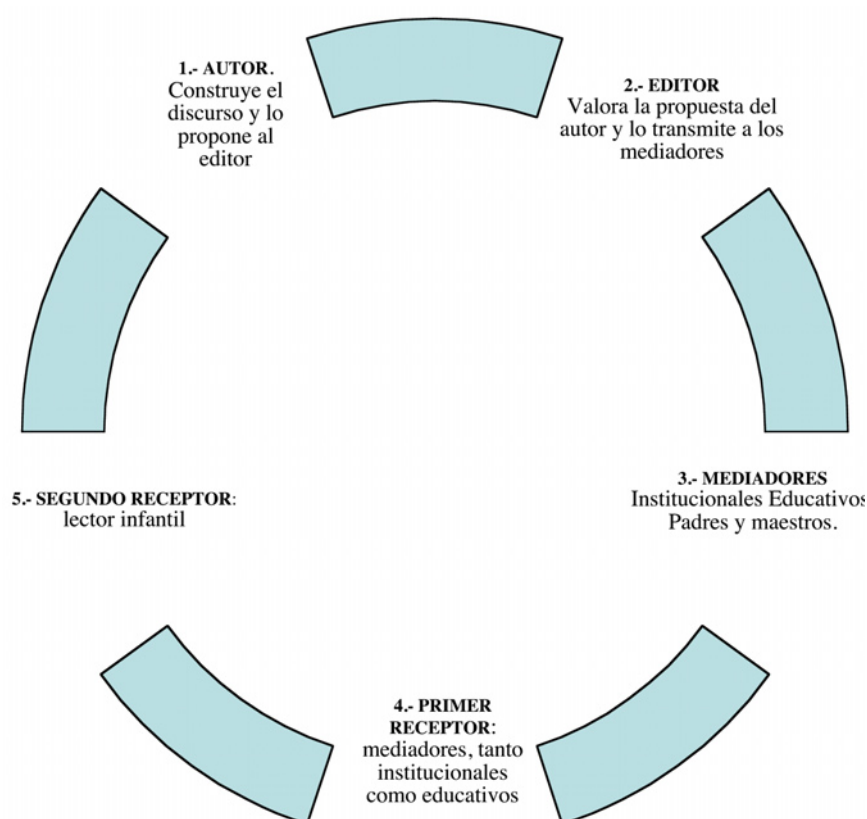 1.- AUTOR.
Construye el
discurso y lo
propone al
editor
2.- EDITOR
Valora la propuesta del
autor y lo transmite a los
mediadores
3.- MEDIADORES
Institucionales Educativos
Padres y maestros.
4.- PRIMER
RECEPTOR:
mediadores, tanto
institucionales
como educativos
5.- SEGUNDO RECEPTOR:
lector infantil